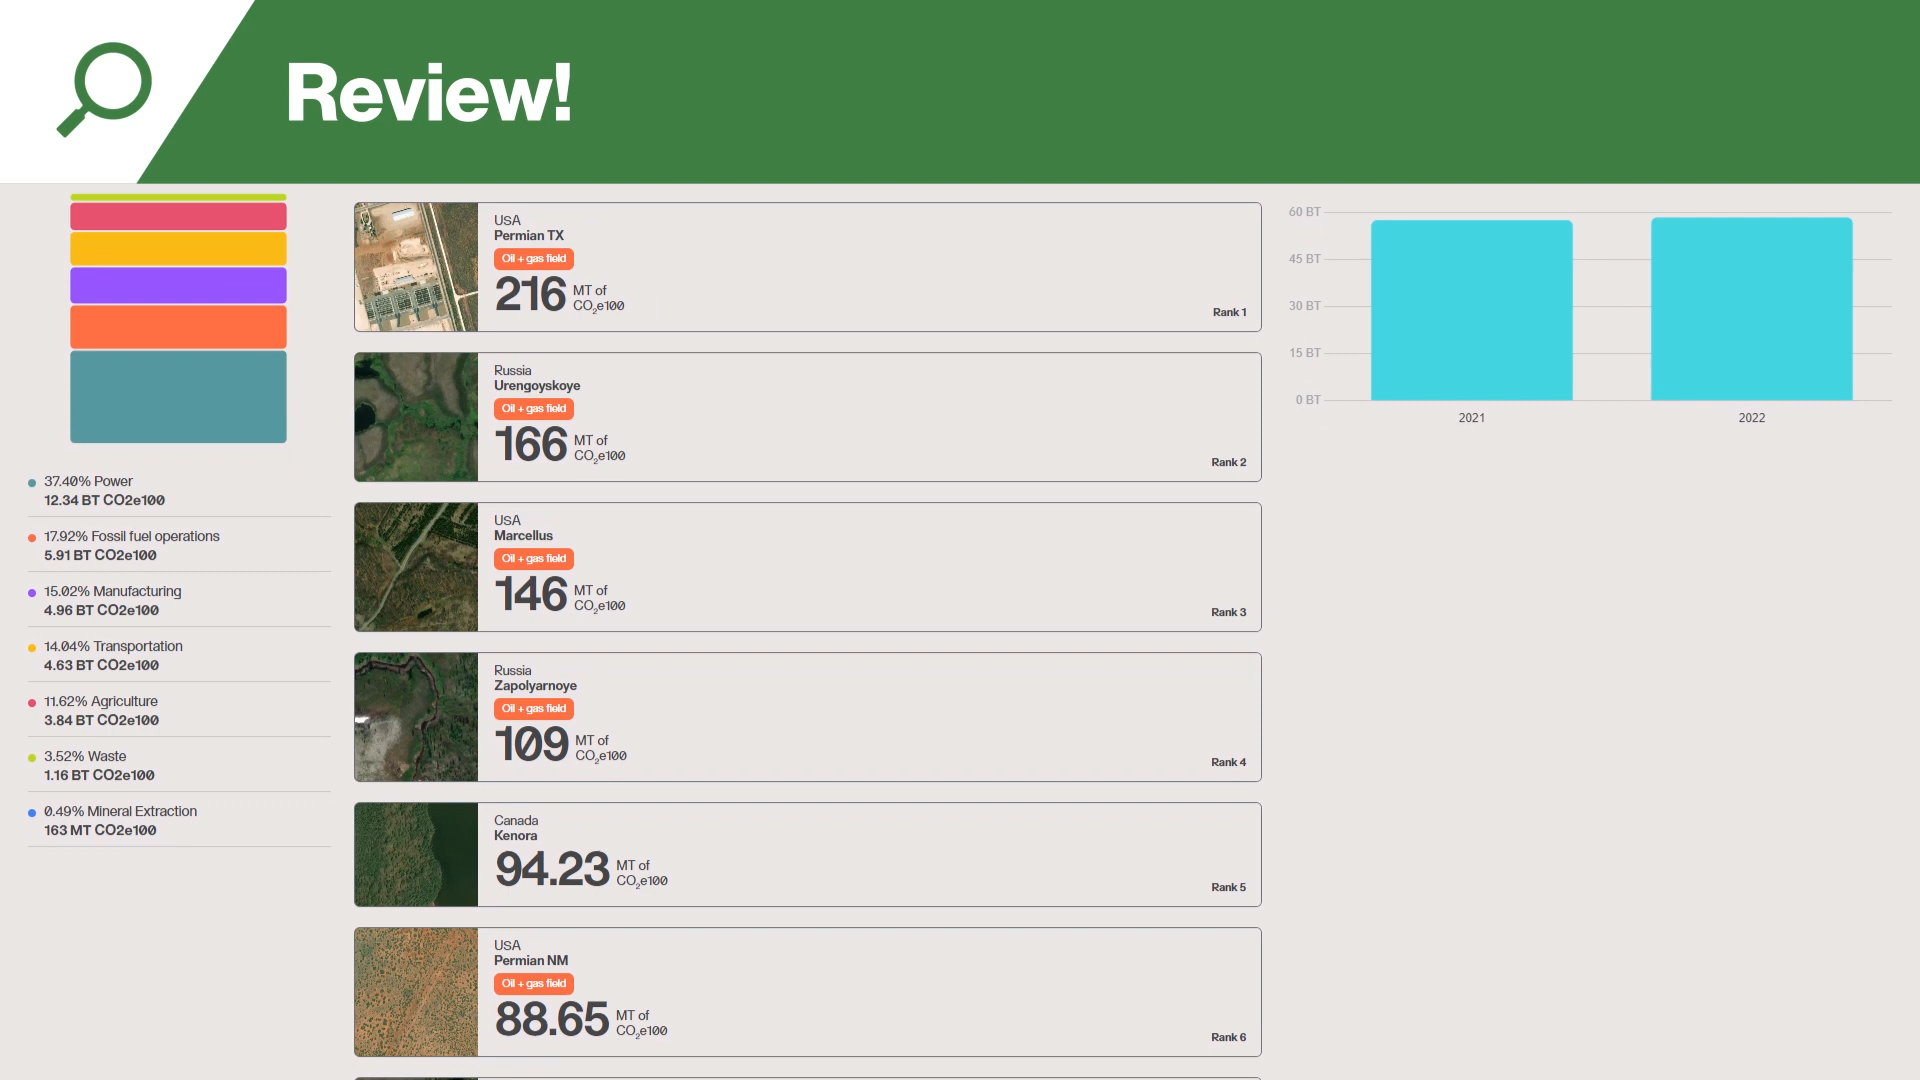 Review!
37.40% Power
12.34 BT CO2e100
17.92% Fossil fuel operations
5.91 BT CO2e100
15.02% Manufacturing
4.96 BT CO2e100
14.04% Transportation
4.63 BT CO2e100
11.62% Agriculture
3.84 BT CO2e100
3.52% Waste
1.16 BT CO2e100
0.49% Mineral Extraction
163 MT CO2e100
USA
Permian TX
Oil + gas field
216 MT of
CO₂e100
Rank 1
Russia
Urengoyskoye
Oil + gas field
166 MT of
CO₂e100
Rank 2
USA
Marcellus
Oil + gas field
146 MT of
CO₂e100
Rank 3
Russia
Zapolyarnoye
Oil + gas field
109 MT of
CO₂e100
Rank 4
Canada
Kenora
94.23 MT of
CO₂e100
Rank 5
USA
Permian NM
Oil + gas field
88.65 MT of
CO₂e100
Rank 6
60 BT
45 BT
30 BT
15 BT
0 BT
2021 2022